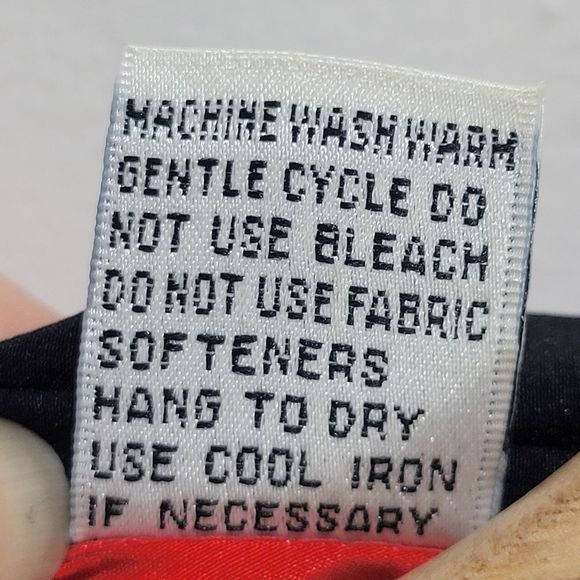 MACHINE WASH WARM
GENTLE CYCLE DO
NOT USE BLEACH
DO NOT USE FABRIC
SOFTENERS
HANG TO DRY
USE COOL IRON
IF NECESSARY